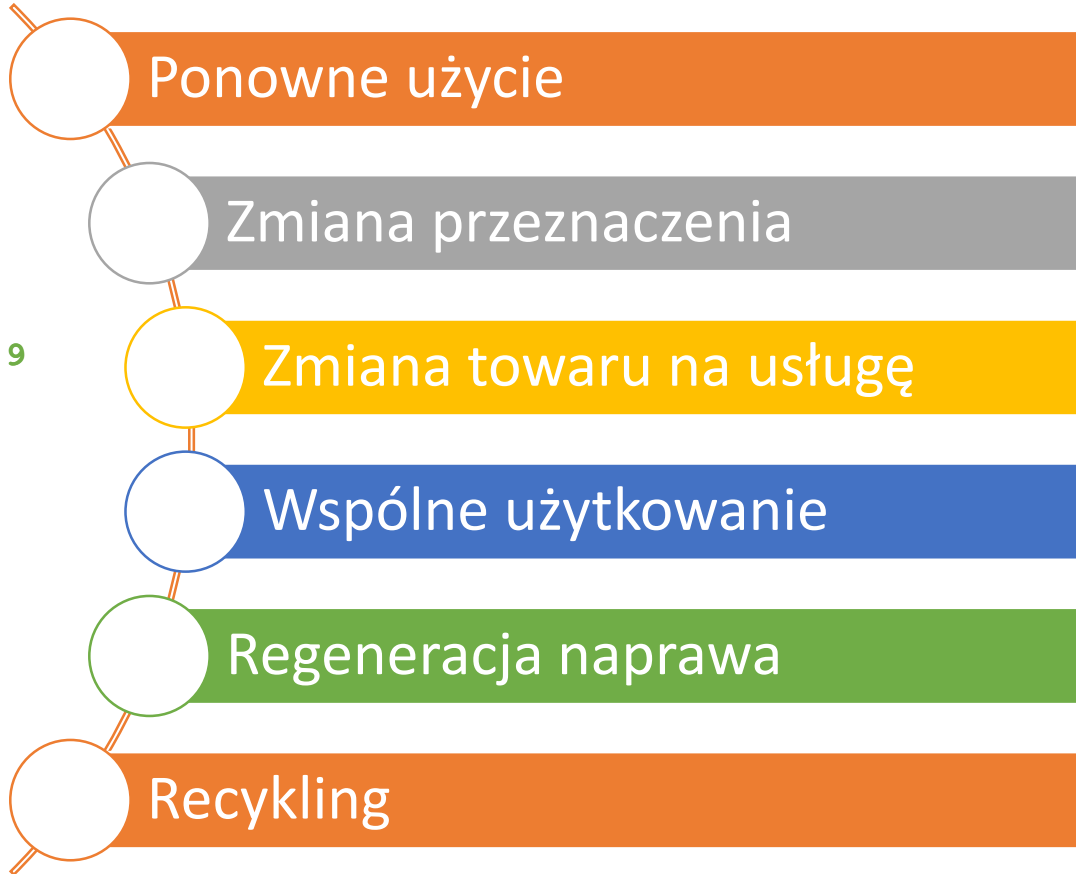 Ponowne użycie
Zmiana przeznaczenia
9
Zmiana towaru na usługę
Wspólne użytkowanie
Regeneracja naprawa
Recykling